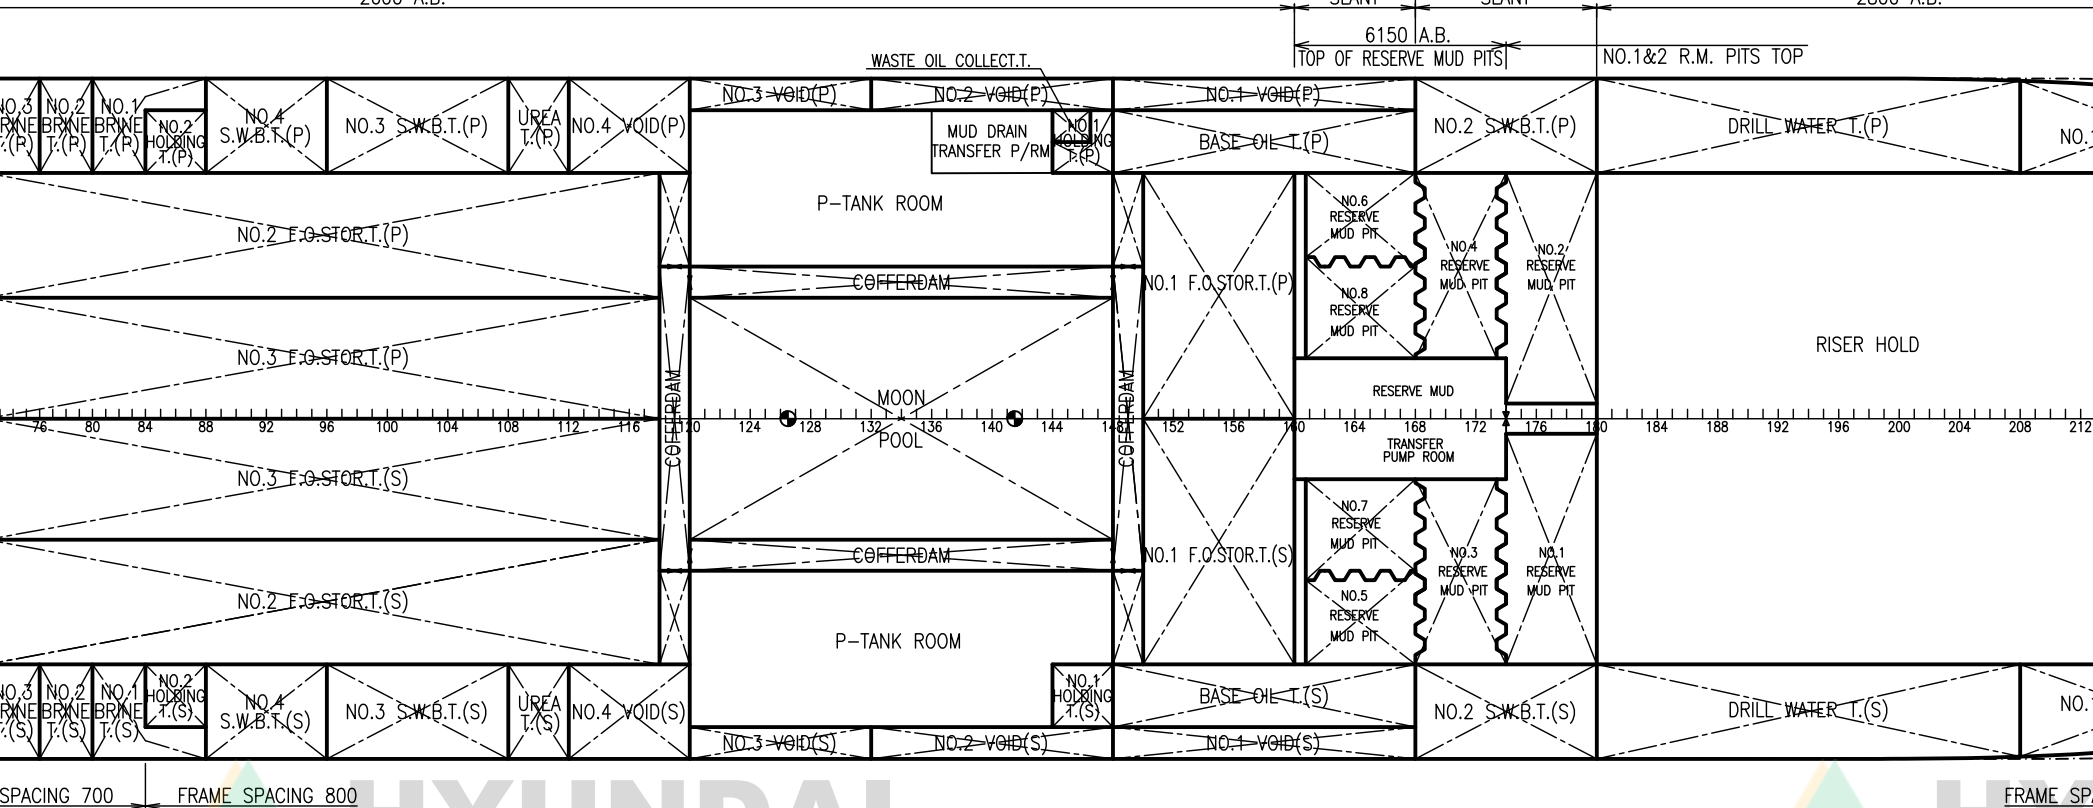 2800 A.B.
6150 A.B.
TOP OF RESERVE MUD PITS
NO.1&2 R.M. PITS TOP
WASTE OIL COLLECT.T.
NO.3 VOID(P)
NO.2 VOID(P)
NO.1 VOID(P)
NO.2
BRINE
T.(P)
NO.1
BRINE
T.(P)
NO.2
HOLDING
T.(P)
NO.4
S.W.B.T.(P)
NO.3 S.W.B.T.(P)
UREA
T.(P)
NO.4 VOID(P)
MUD DRAIN
TRANSFER P/RM
NO.1
HOLDING
T.(P)
BASE OIL T.(P)
NO.2 S.W.B.T.(P)
DRILL WATER T.(P)
P-TANK ROOM
NO.2 F.O.STOR.T.(P)
COFFERDAM
NO.1 F.O.STOR.T.(P)
NO.6
RESERVE
MUD PIT
NO.8
RESERVE
MUD PIT
NO.4
RESERVE
MUD PIT
NO.2
RESERVE
MUD PIT
RISER HOLD
NO.3 F.O.STOR.T.(P)
COFFERDAM
MOON
POOL
COFFERDAM
RESERVE MUD
TRANSFER
PUMP ROOM
76 80 84 88 92 96 100 104 108 112 116 120 124 128 132 136 140 144 148 152 156 160 164 168 172 176 180 184 188 192 196 200 204 208 212
NO.3 F.O.STOR.T.(S)
COFFERDAM
NO.1 F.O.STOR.T.(S)
NO.7
RESERVE
MUD PIT
NO.5
RESERVE
MUD PIT
NO.3
RESERVE
MUD PIT
NO.1
RESERVE
MUD PIT
NO.2 F.O.STOR.T.(S)
P-TANK ROOM
NO.2
BRINE
T.(S)
NO.1
BRINE
T.(S)
NO.2
HOLDING
T.(S)
NO.4
S.W.B.T.(S)
NO.3 S.W.B.T.(S)
UREA
T.(S)
NO.4 VOID(S)
NO.1
HOLDING
T.(S)
BASE OIL T.(S)
NO.2 S.W.B.T.(S)
DRILL WATER T.(S)
NO.3 VOID(S)
NO.2 VOID(S)
NO.1 VOID(S)
SPACING 700
FRAME SPACING 800
FRAME
HYUNDAI